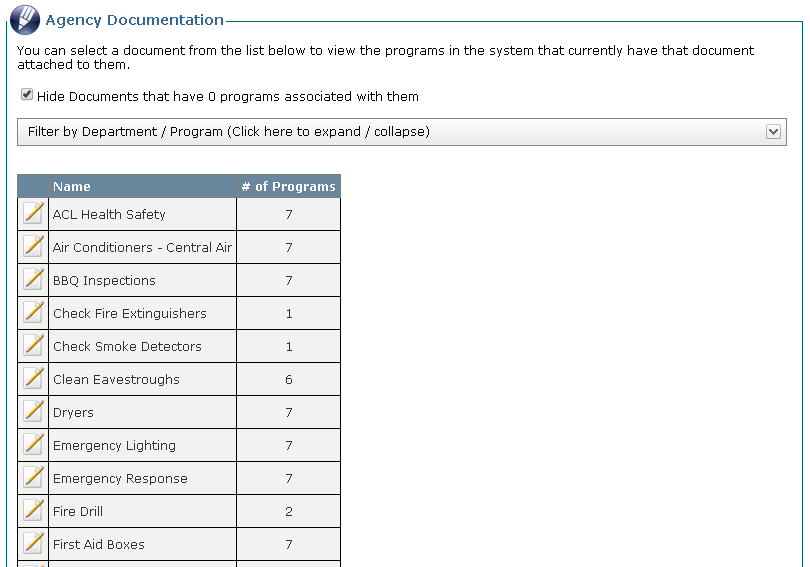 Agency Documentation
You can select a document from the list below to view the programs in the system that currently have that document
attached to them.
Hide Documents that have 0 programs associated with them
Filter by Department / Program (Click here to expand / collapse)
Name # of Programs
ACL Health Safety 7
Air Conditioners - Central Air 7
BBQ Inspections 7
Check Fire Extinguishers 1
Check Smoke Detectors 1
Clean Eavestroughs 6
Dryers 7
Emergency Lighting 7
Emergency Response 7
Fire Drill 2
First Aid Boxes 7